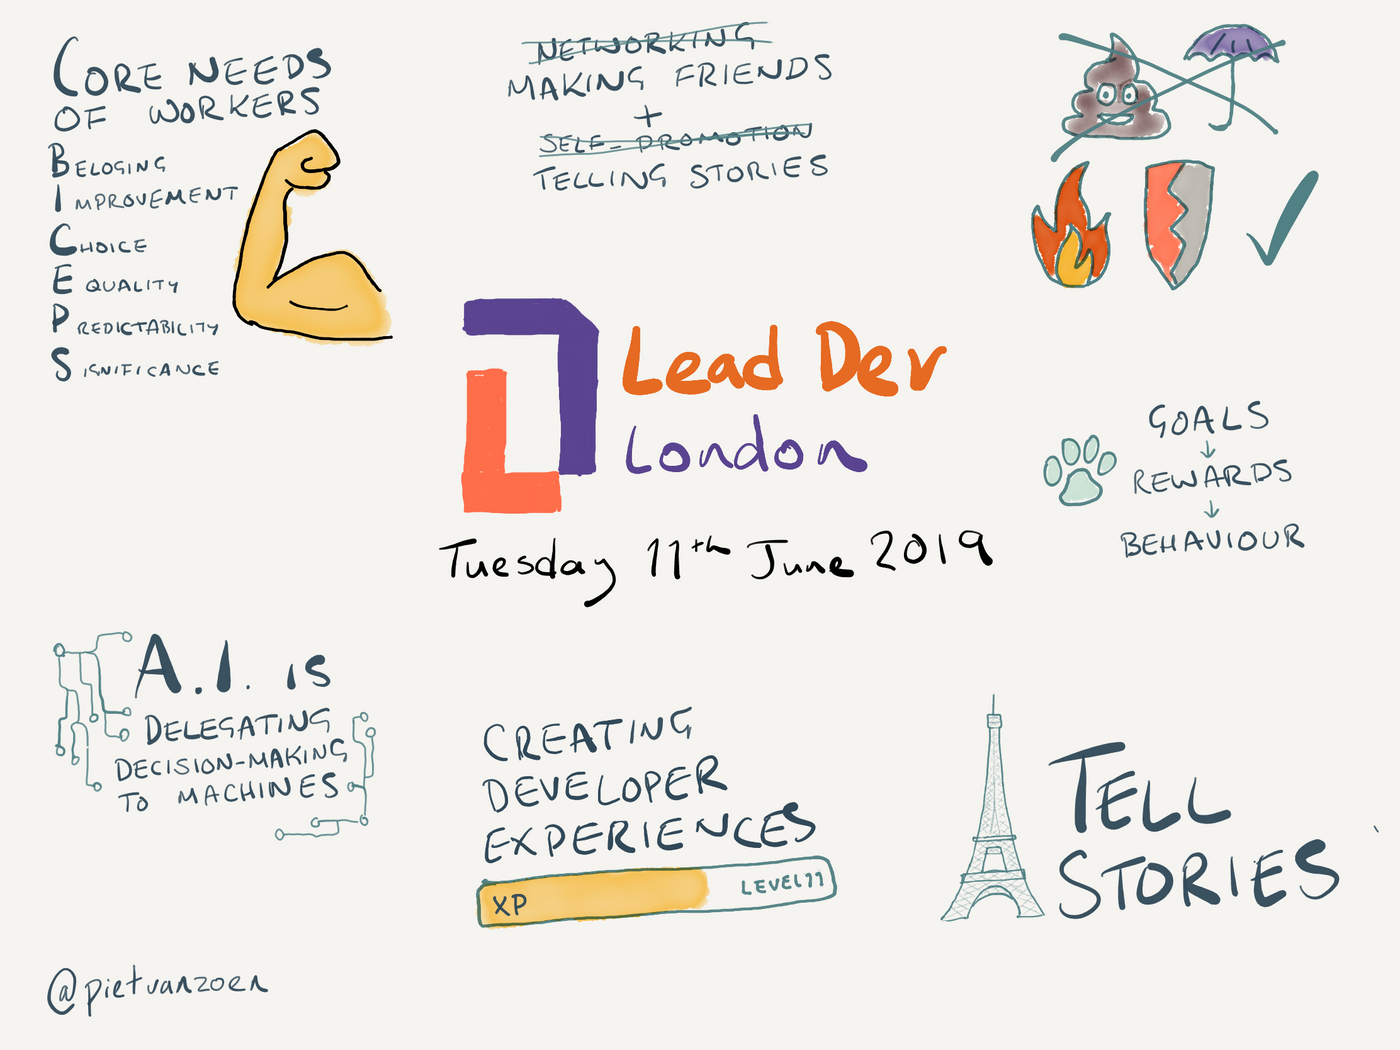 CORE NEEDS
OF WORKERS
BELOGING
IMPROVEMENT
CHOICE
EQUALITY
PREDICTABILITY
SIGNIFICANCE
NETWORKING
MAKING FRIENDS
+
SELF-PROMOTION
TELLING STORIES
Lead Dev
London
Tuesday 11th June 2019
GOALS
↓
REWARDS
↓
BEHAVIOUR
A.I. IS
DELEGATING
DECISION-MAKING
TO MACHINES
CREATING
DEVELOPER
EXPERIENCES
XP
LEVEL 11
TELL
STORIES
@pietvanzoen